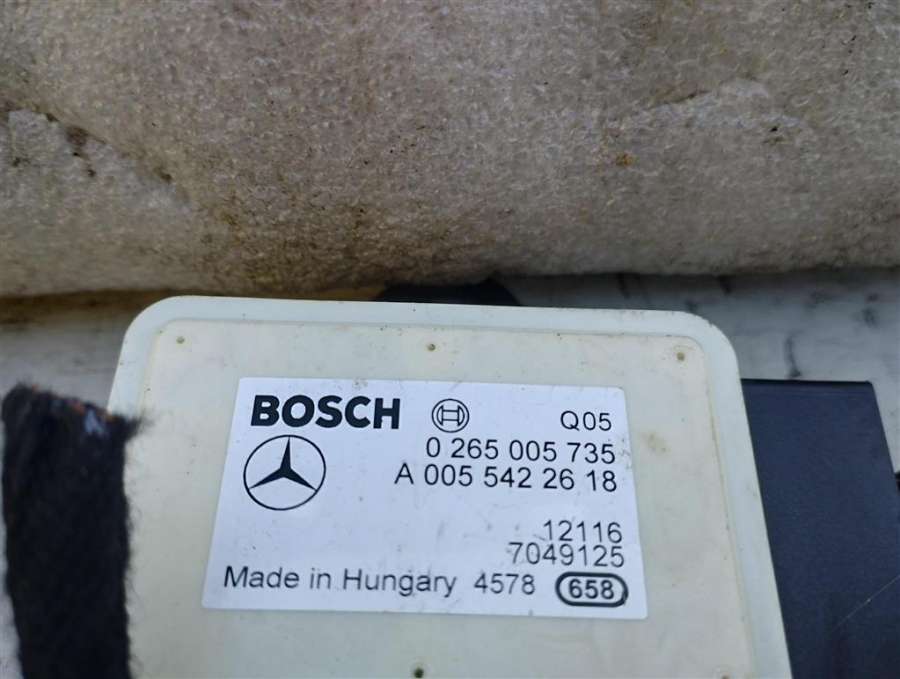 BOSCH Q05
0 265 005 735
A 005 542 26 18
12116
7049125
Made in Hungary 4578 658